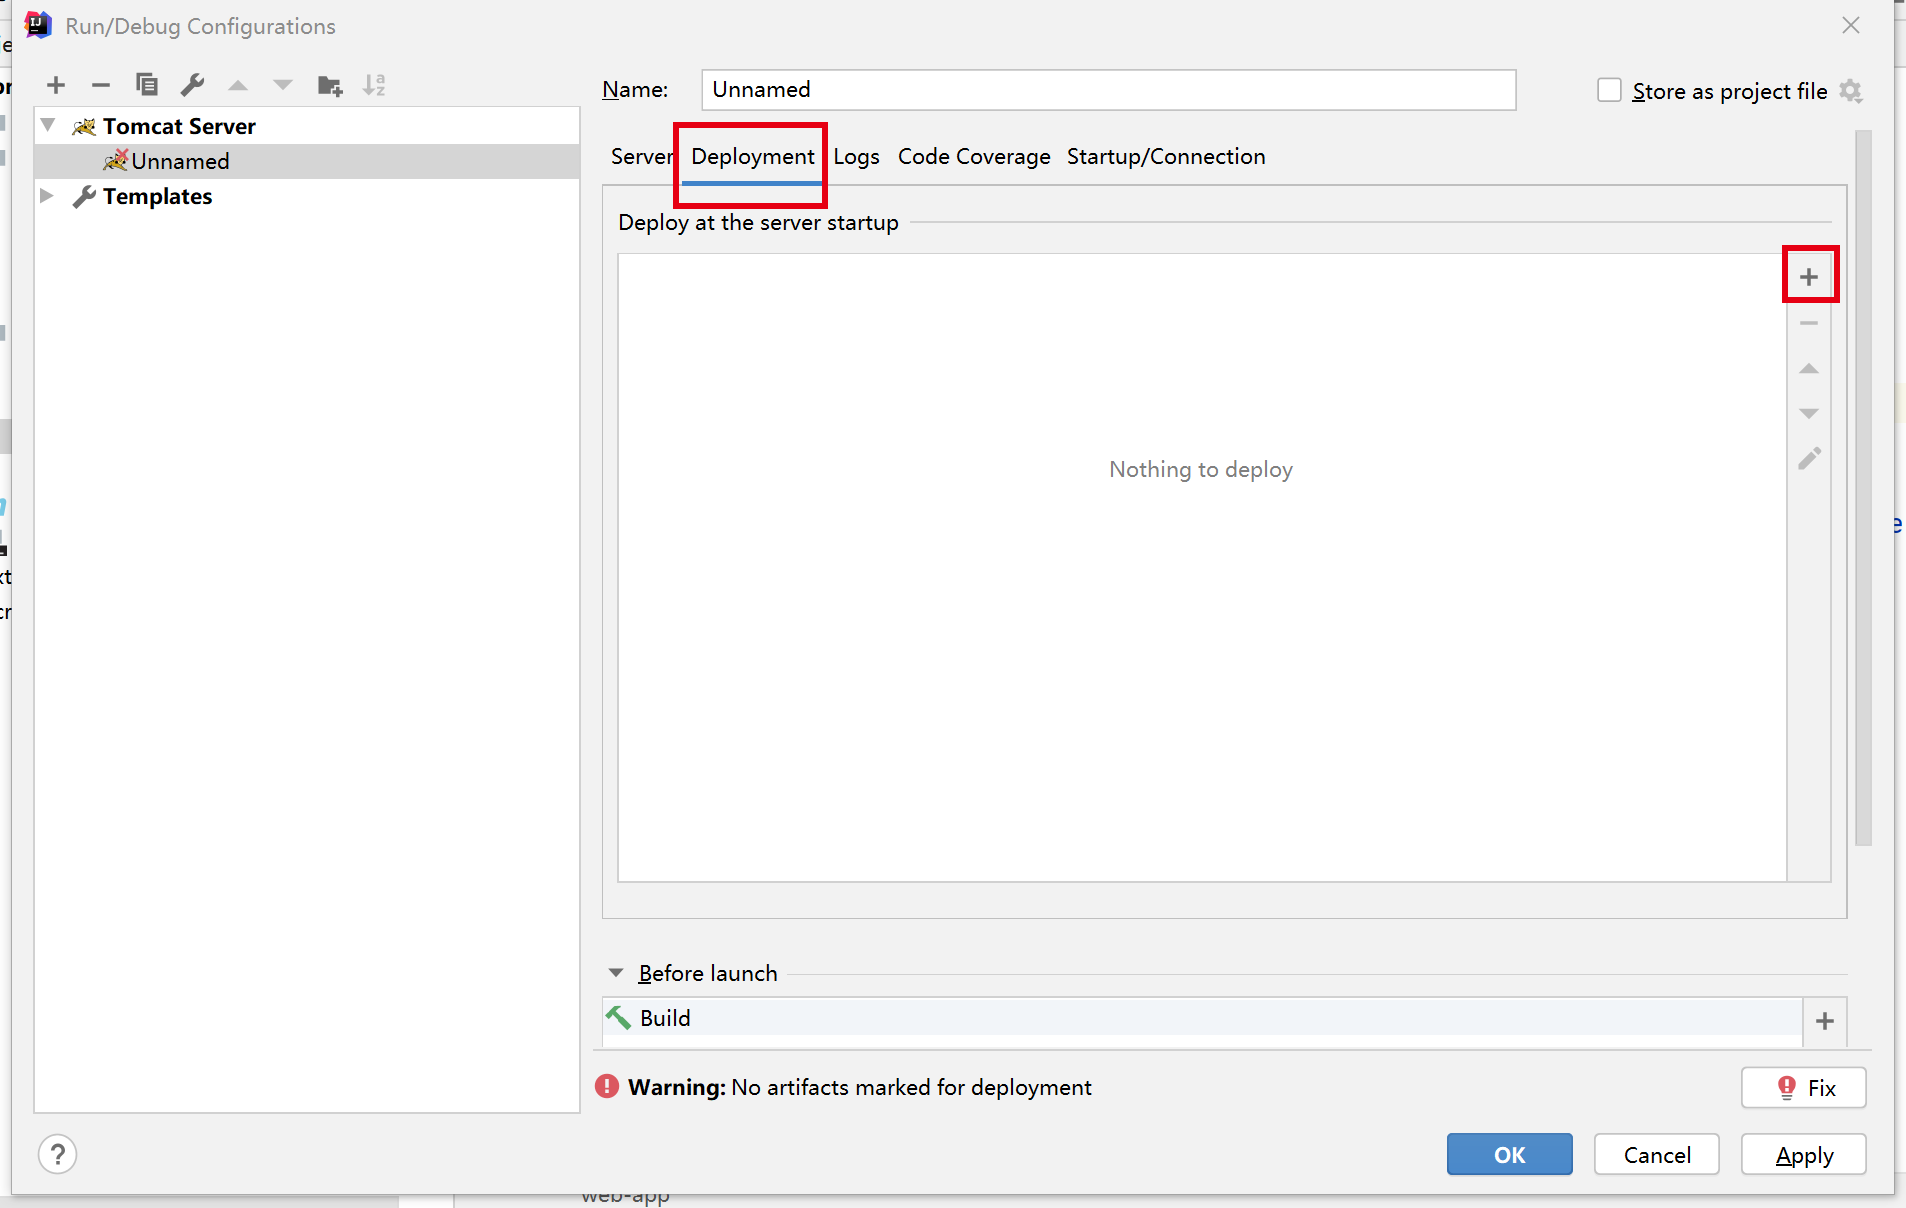 Run/Debug Configurations
Name:
Unnamed
Store as project file
Tomcat Server
Unnamed
Templates
Server
Deployment
Logs
Code Coverage
Startup/Connection
Deploy at the server startup
Nothing to deploy
Before launch
Build
Warning: No artifacts marked for deployment
Fix
?
OK
Cancel
Apply
web-app